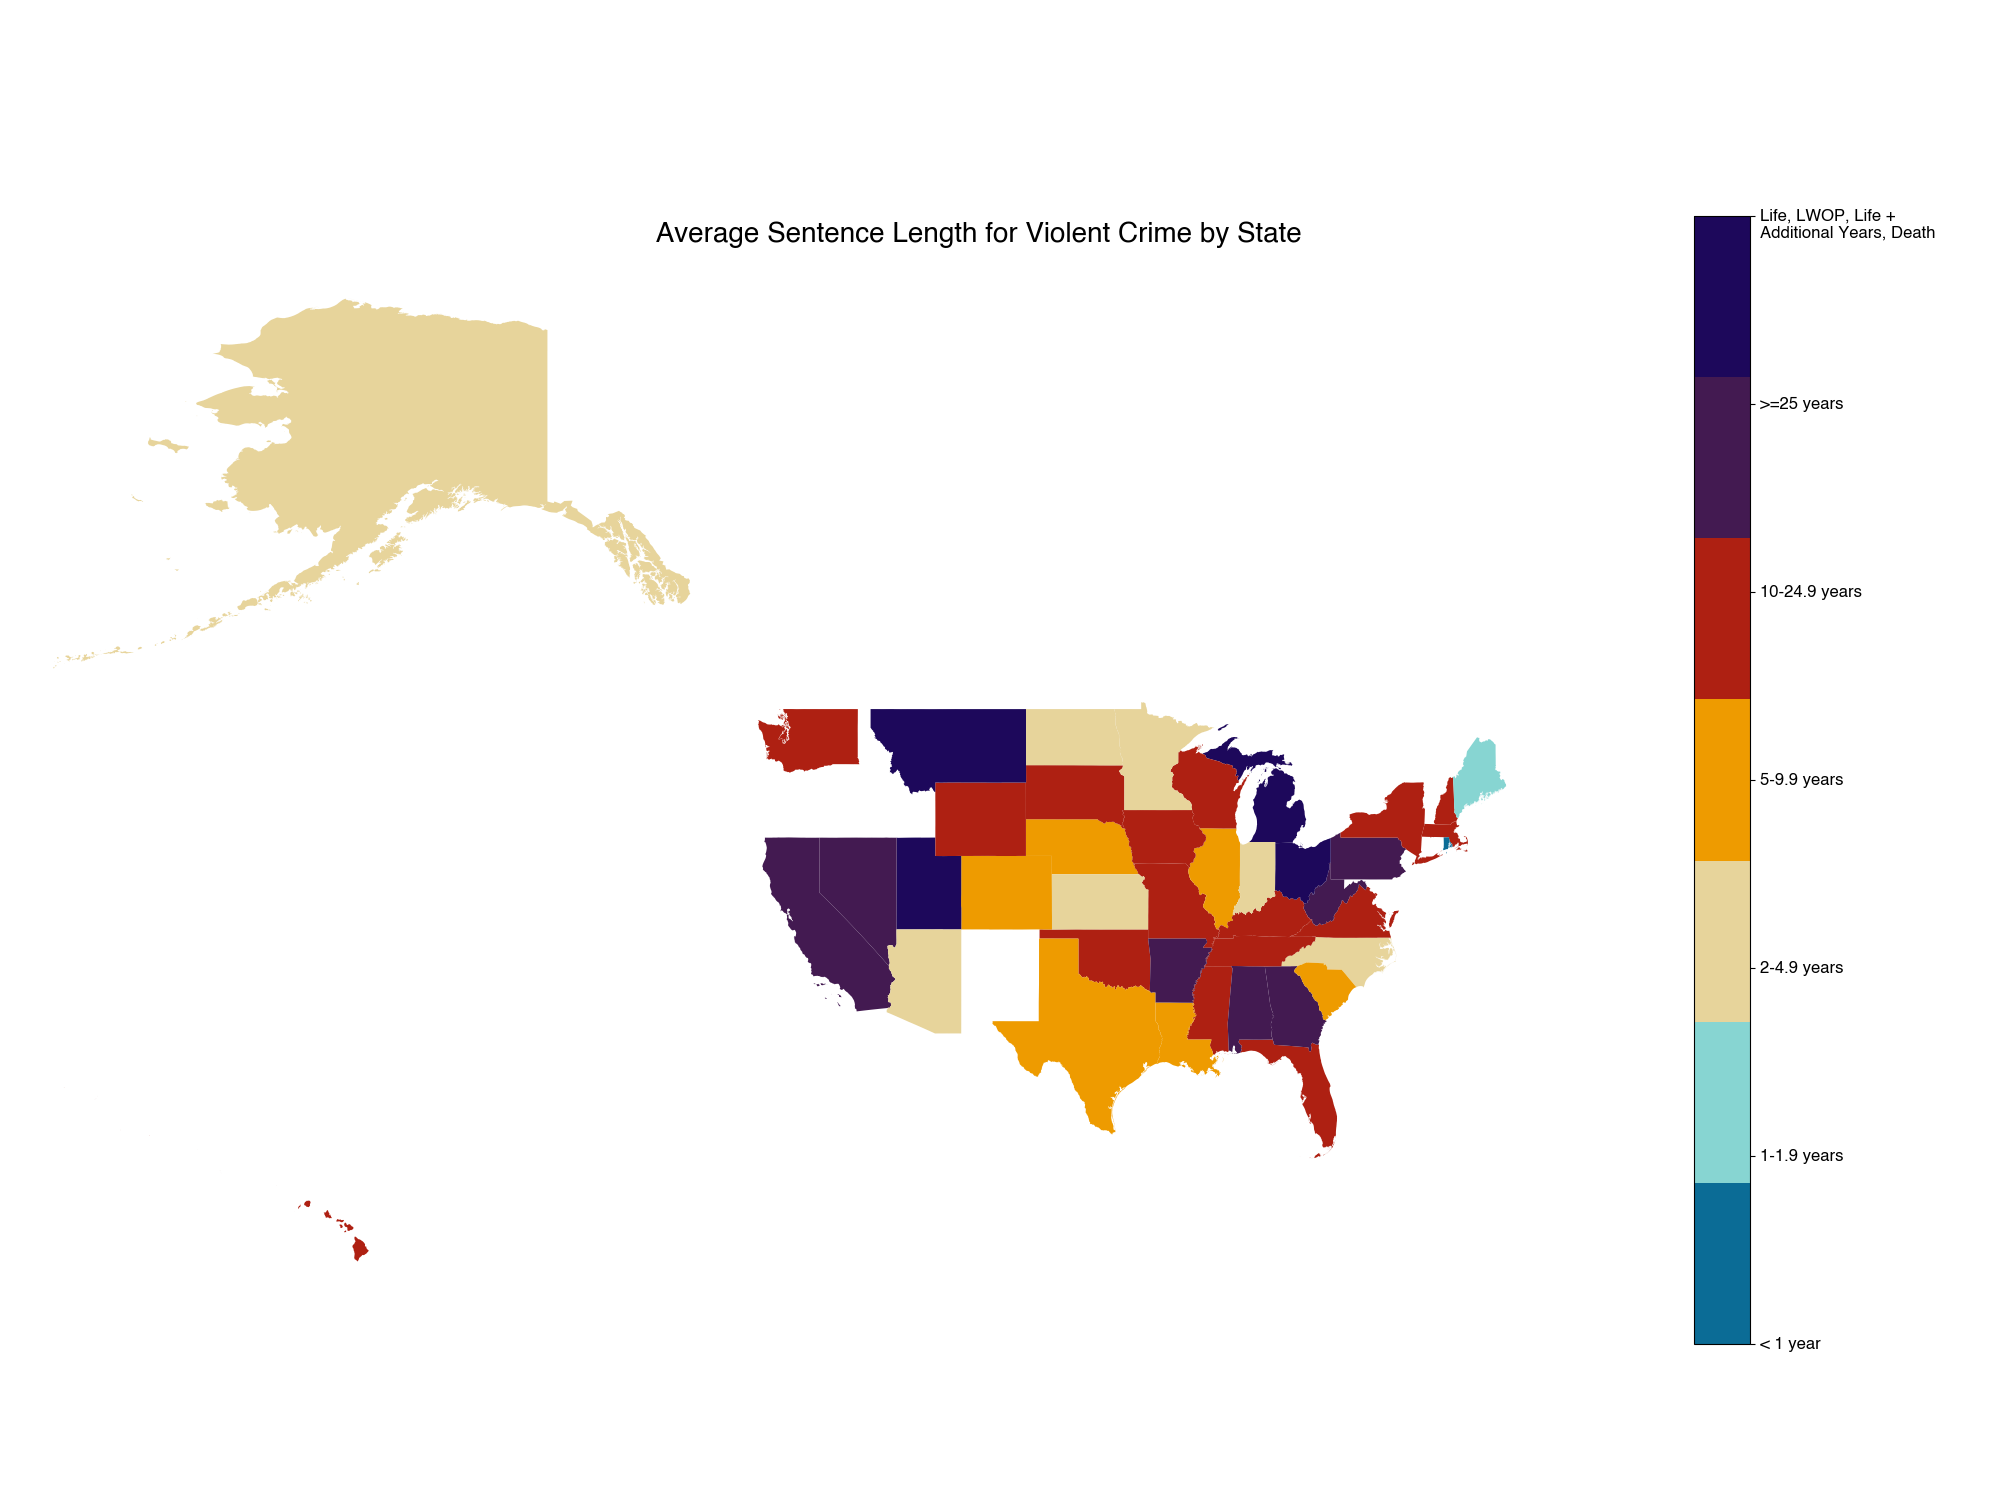 Average Sentence Length for Violent Crime by State
Life, LWOP, Life +
Additional Years, Death
>=25 years
10-24.9 years
5-9.9 years
2-4.9 years
1-1.9 years
< 1 year